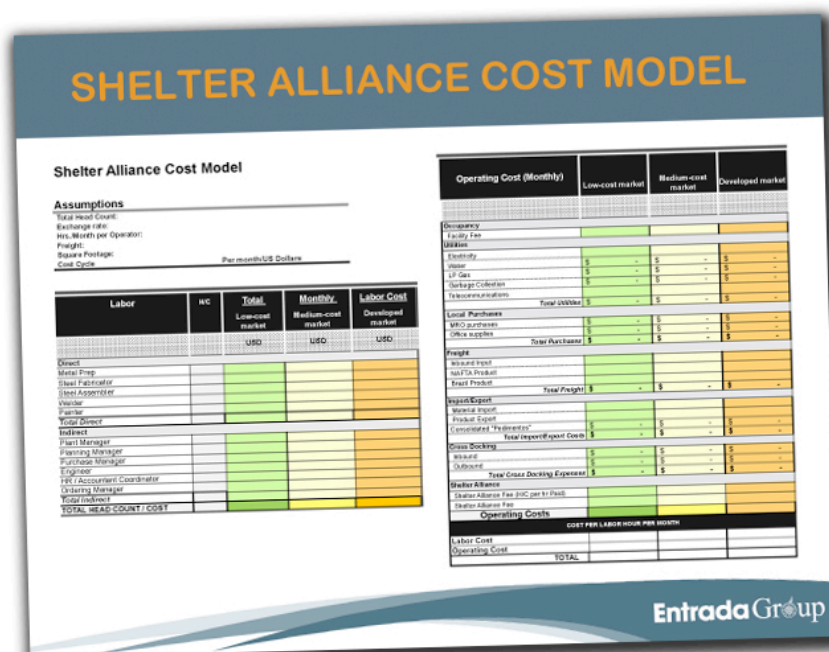 SHELTER ALLIANCE COST MODEL
Shelter Alliance Cost Model
Assumptions
Total Head Count:
Exchange rate:
Hrs./Month per Operator:
Freight:
Square Footage:
Cost Cycle Per month/US Dollars
Labor H/C Total Monthly Labor Cost
Low-cost market Medium-cost market Developed market
USD USD USD
Direct
Metal Prep
Steel Fabricator
Steel Assembler
Welder
Painter
Total Direct
Indirect
Plant Manager
Planning Manager
Purchase Manager
Engineer
HR / Accountant Coordinator
Ordering Manager
Total Indirect
TOTAL HEAD COUNT / COST
Operating Cost (Monthly) Low-cost market Medium-cost market Developed market
Occupancy
Facility Fee
Utilities
Electricity
Water $ - $ - $ -
LP Gas $ - $ - $ -
Garbage Collection $ - $ - $ -
Telecommunications
Total Utilities $ - $ - $ -
Local Purchases
MRO purchases $ - $ - $ -
Office supplies $ - $ - $ -
Total Purchases $ - $ - $ -
Freight
Inbound Input
NAFTA Product
Brazil Product
Total Freight $ - $ - $ -
Import/Export
Material Import
Product Export
Consolidated "Pedimentos" $ - $ - $ -
Total Import/Export Costs $ - $ - $ -
Cross Docking
Inbound $ - $ - $ -
Outbound $ - $ - $ -
Total Cross Docking Expenses $ - $ - $ -
Shelter Alliance
Shelter Alliance Fee (H/C per hr Paid)
Shelter Alliance Fee
Operating Costs
COST PER LABOR HOUR PER MONTH
Labor Cost
Operating Cost
TOTAL
Entrada Group